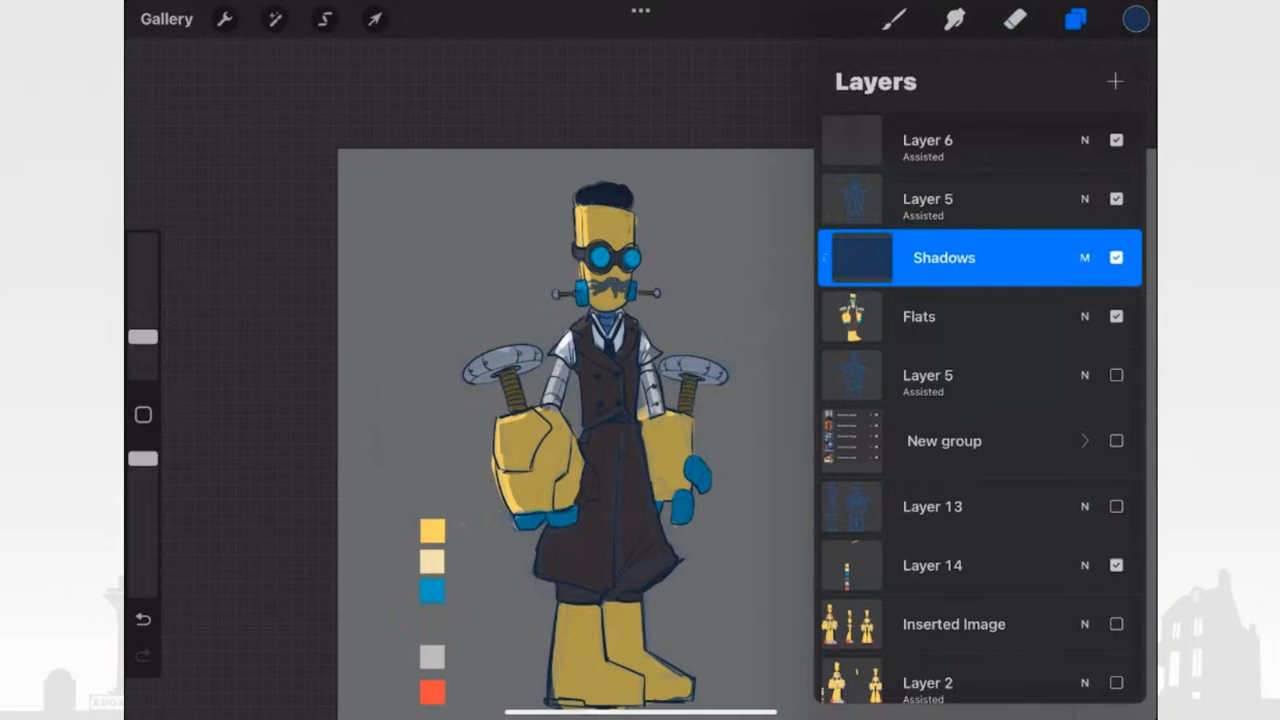 Gallery
Layers
Layer 6
N
Assisted
Layer 5
N
Assisted
Shadows
M
Flats
N
Layer 5
N
Assisted
New group
Layer 13
N
Layer 14
N
Inserted Image
N
Layer 2
N
Assisted